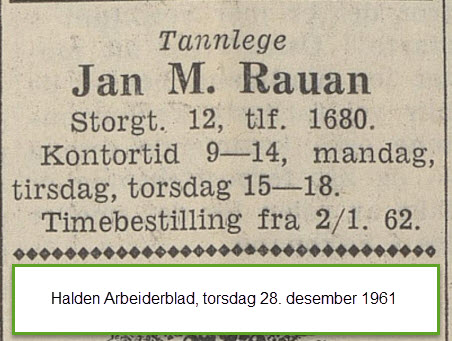 Tannlege
Jan M. Rauan
Storgt. 12, tlf. 1680.
Kontortid 9—14, mandag,
tirsdag, torsdag 15—18.
Timebestilling fra 2/1. 62.
Halden Arbeiderblad, torsdag 28. desember 1961